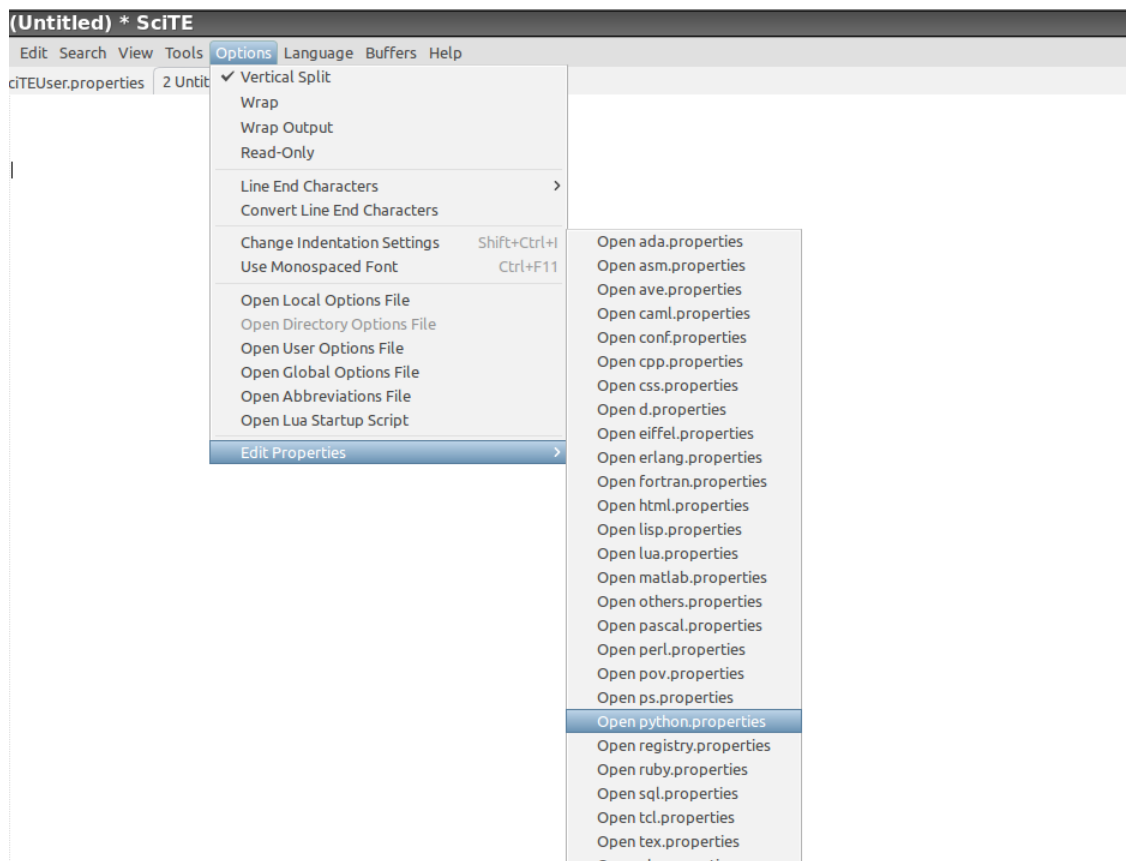 (Untitled) * SciTE
Edit Search View Tools Options Language Buffers Help
ciTEUser.properties 2 Untit
✓ Vertical Split
Wrap
Wrap Output
Read-Only
Line End Characters >
Convert Line End Characters
Change Indentation Settings Shift+Ctrl+I
Use Monospaced Font Ctrl+F11
Open Local Options File
Open Directory Options File
Open User Options File
Open Global Options File
Open Abbreviations File
Open Lua Startup Script
Edit Properties >
Open ada.properties
Open asm.properties
Open ave.properties
Open caml.properties
Open conf.properties
Open cpp.properties
Open css.properties
Open d.properties
Open eiffel.properties
Open erlang.properties
Open fortran.properties
Open html.properties
Open lisp.properties
Open lua.properties
Open matlab.properties
Open others.properties
Open pascal.properties
Open perl.properties
Open pov.properties
Open ps.properties
Open python.properties
Open registry.properties
Open ruby.properties
Open sql.properties
Open tcl.properties
Open tex.properties